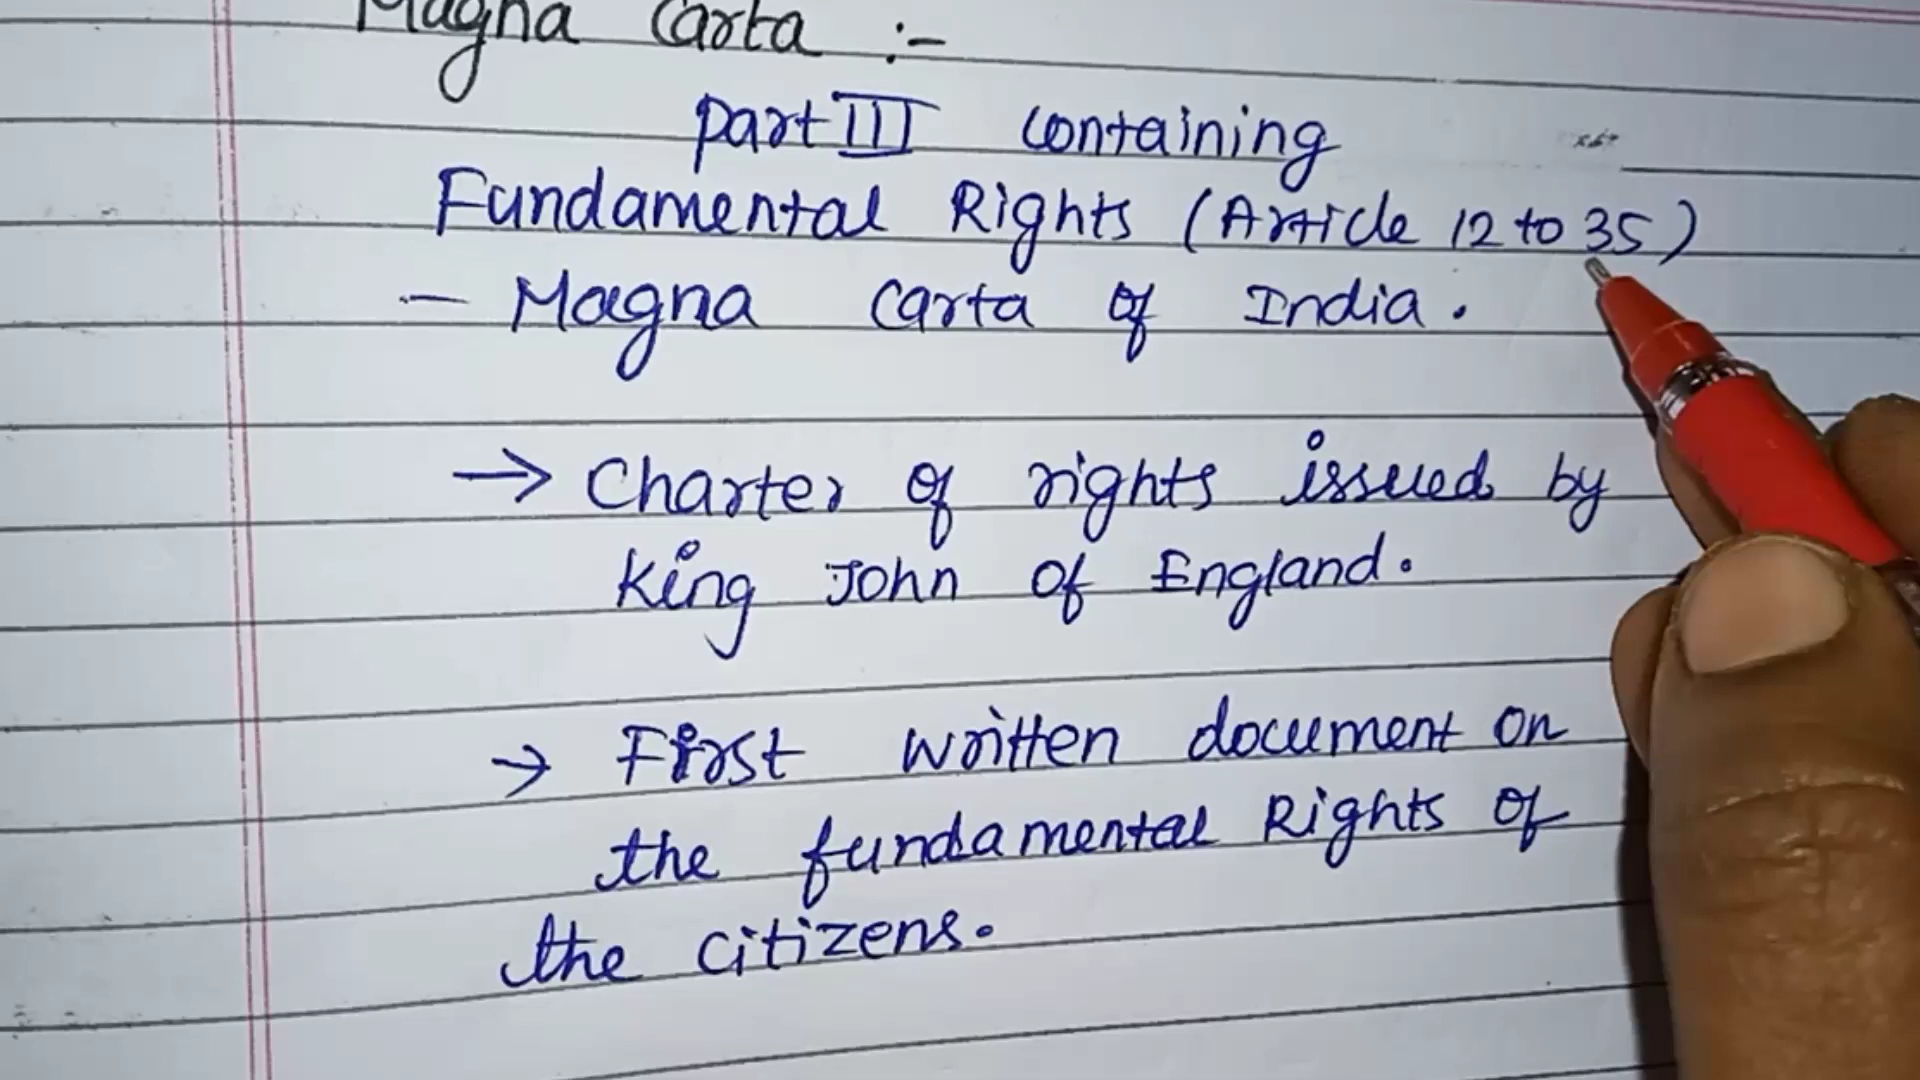 Magna Carta :-
Part III containing
Fundamental Rights (Article 12 to 35)
- Magna Carta of India.
→ Charter of rights issued by
King John of England.
→ First written document on
the fundamental Rights of
the citizens.